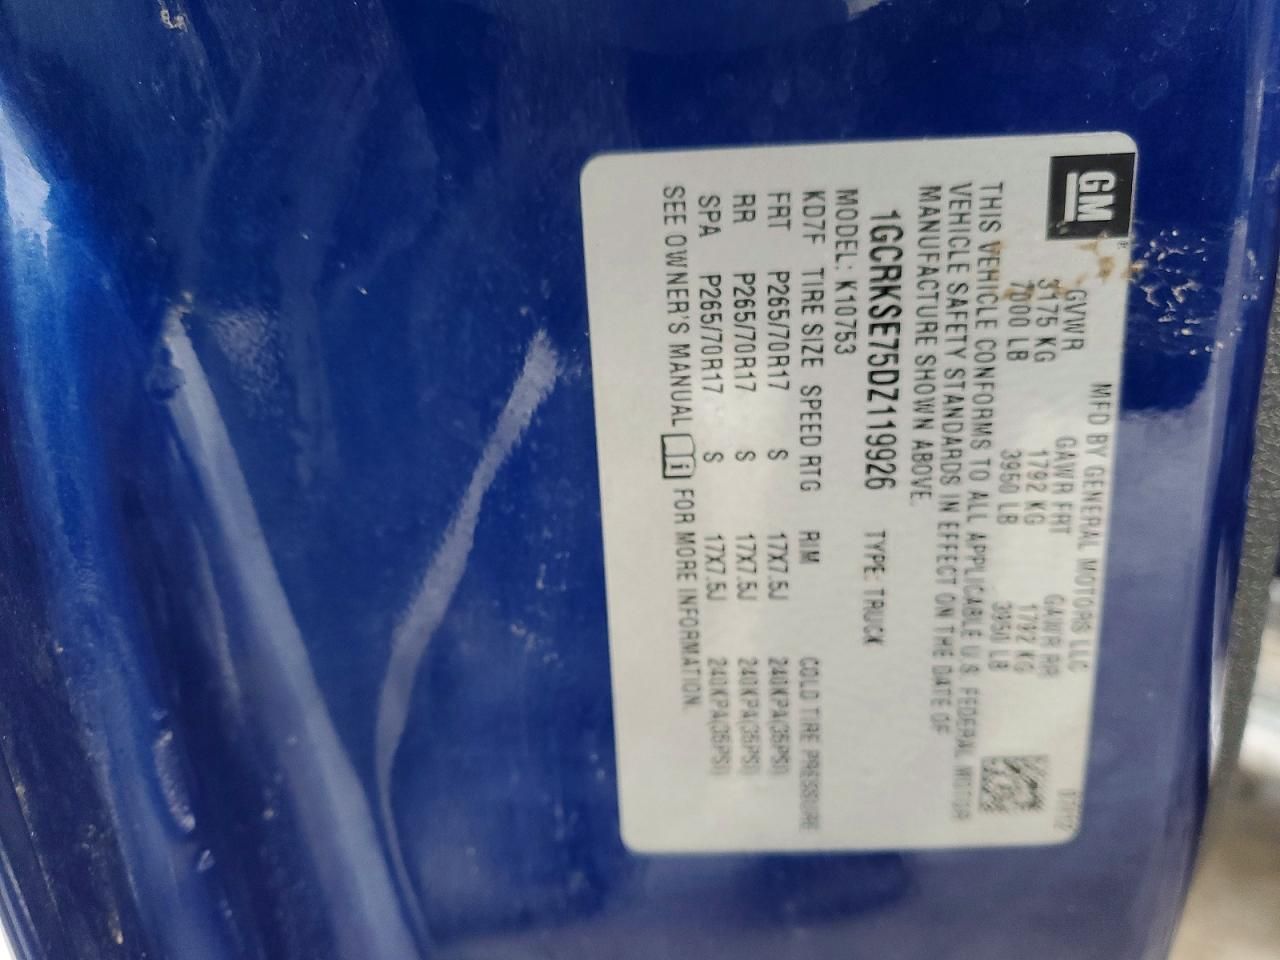 GM®
MFD BY GENERAL MOTORS LLC
GVWR GAWR FRT GAWR RR
3175 KG 1792 KG 1792 KG
7000 LB 3950 LB 3950 LB
THIS VEHICLE CONFORMS TO ALL APPLICABLE U.S. FEDERAL MOTOR
VEHICLE SAFETY STANDARDS IN EFFECT ON THE DATE OF
MANUFACTURE SHOWN ABOVE.
1GCRKSE75DZ119926 TYPE: TRUCK
MODEL: K10753
KD7F TIRE SIZE SPEED RTG RIM COLD TIRE PRESSURE
FRT P265/70R17 S 17X7.5J 240KPA(35PSI)
RR P265/70R17 S 17X7.5J 240KPA(35PSI)
SPA P265/70R17 S 17X7.5J 240KPA(35PSI)
SEE OWNER'S MANUAL i FOR MORE INFORMATION.